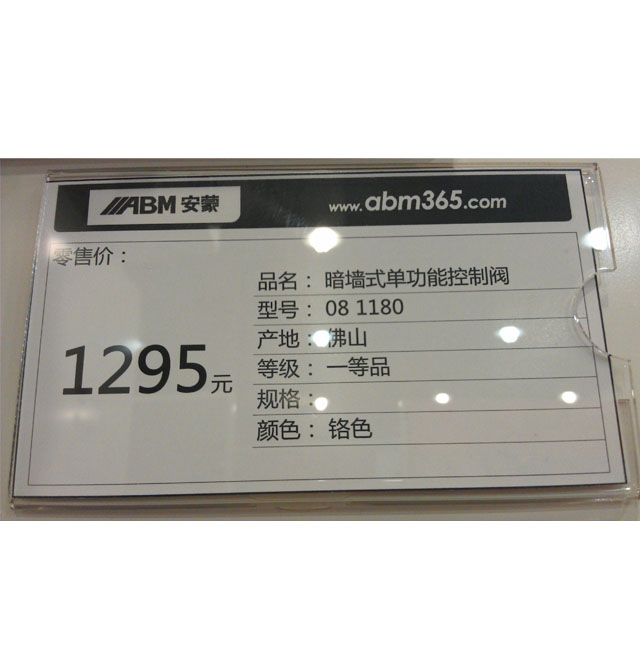 ABM 安蒙
www.abm365.com
零售价：
1295元
品名：暗墙式单功能控制阀
型号：08 1180
产地：佛山
等级：一等品
规格：
颜色：铬色